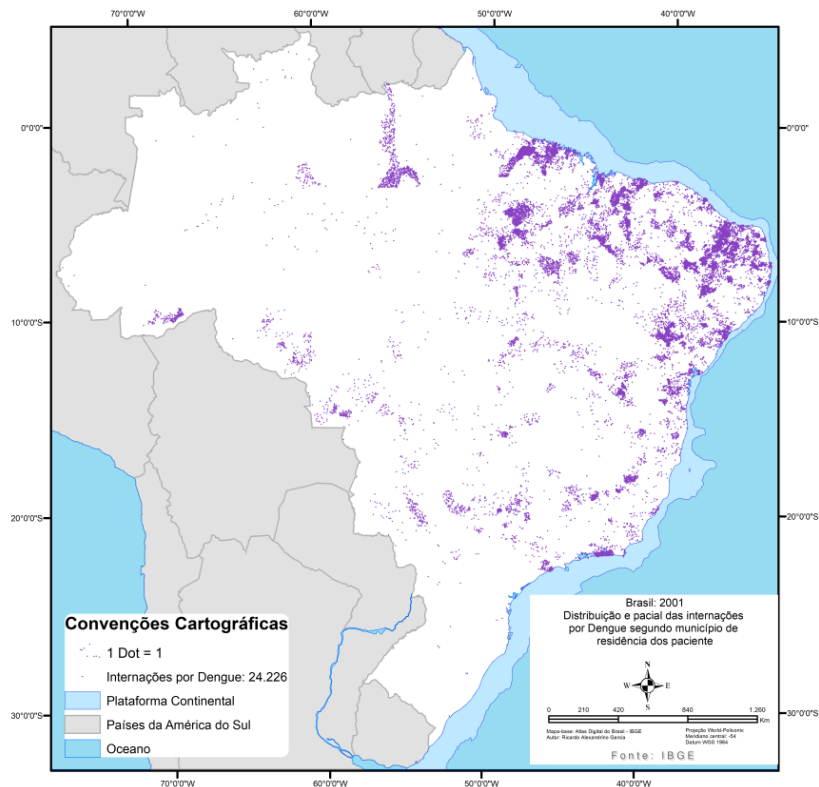 70°0'0"W 60°0'0"W 50°0'0"W 40°0'0"W
0°0'0" 0°0'0"
10°0'0"S 10°0'0"S
20°0'0"S 20°0'0"S
30°0'0"S 30°0'0"S
Convenções Cartográficas
1 Dot = 1
Internações por Dengue: 24.226
Plataforma Continental
Países da América do Sul
Oceano
Brasil: 2001
Distribuição e pacial das internações
por Dengue segundo município de
residência dos paciente
N
W E
S
0 210 420 840 1.260
Km
Mapa-base: Atlas Digital do Brasil - IBGE
Autor: Ricardo Alexandrino Garcia
Projeção World-Policonic
Meridiano central: -54
Datum WGS 1984
Fonte: IBGE
70°0'0"W 60°0'0"W 50°0'0"W 40°0'0"W